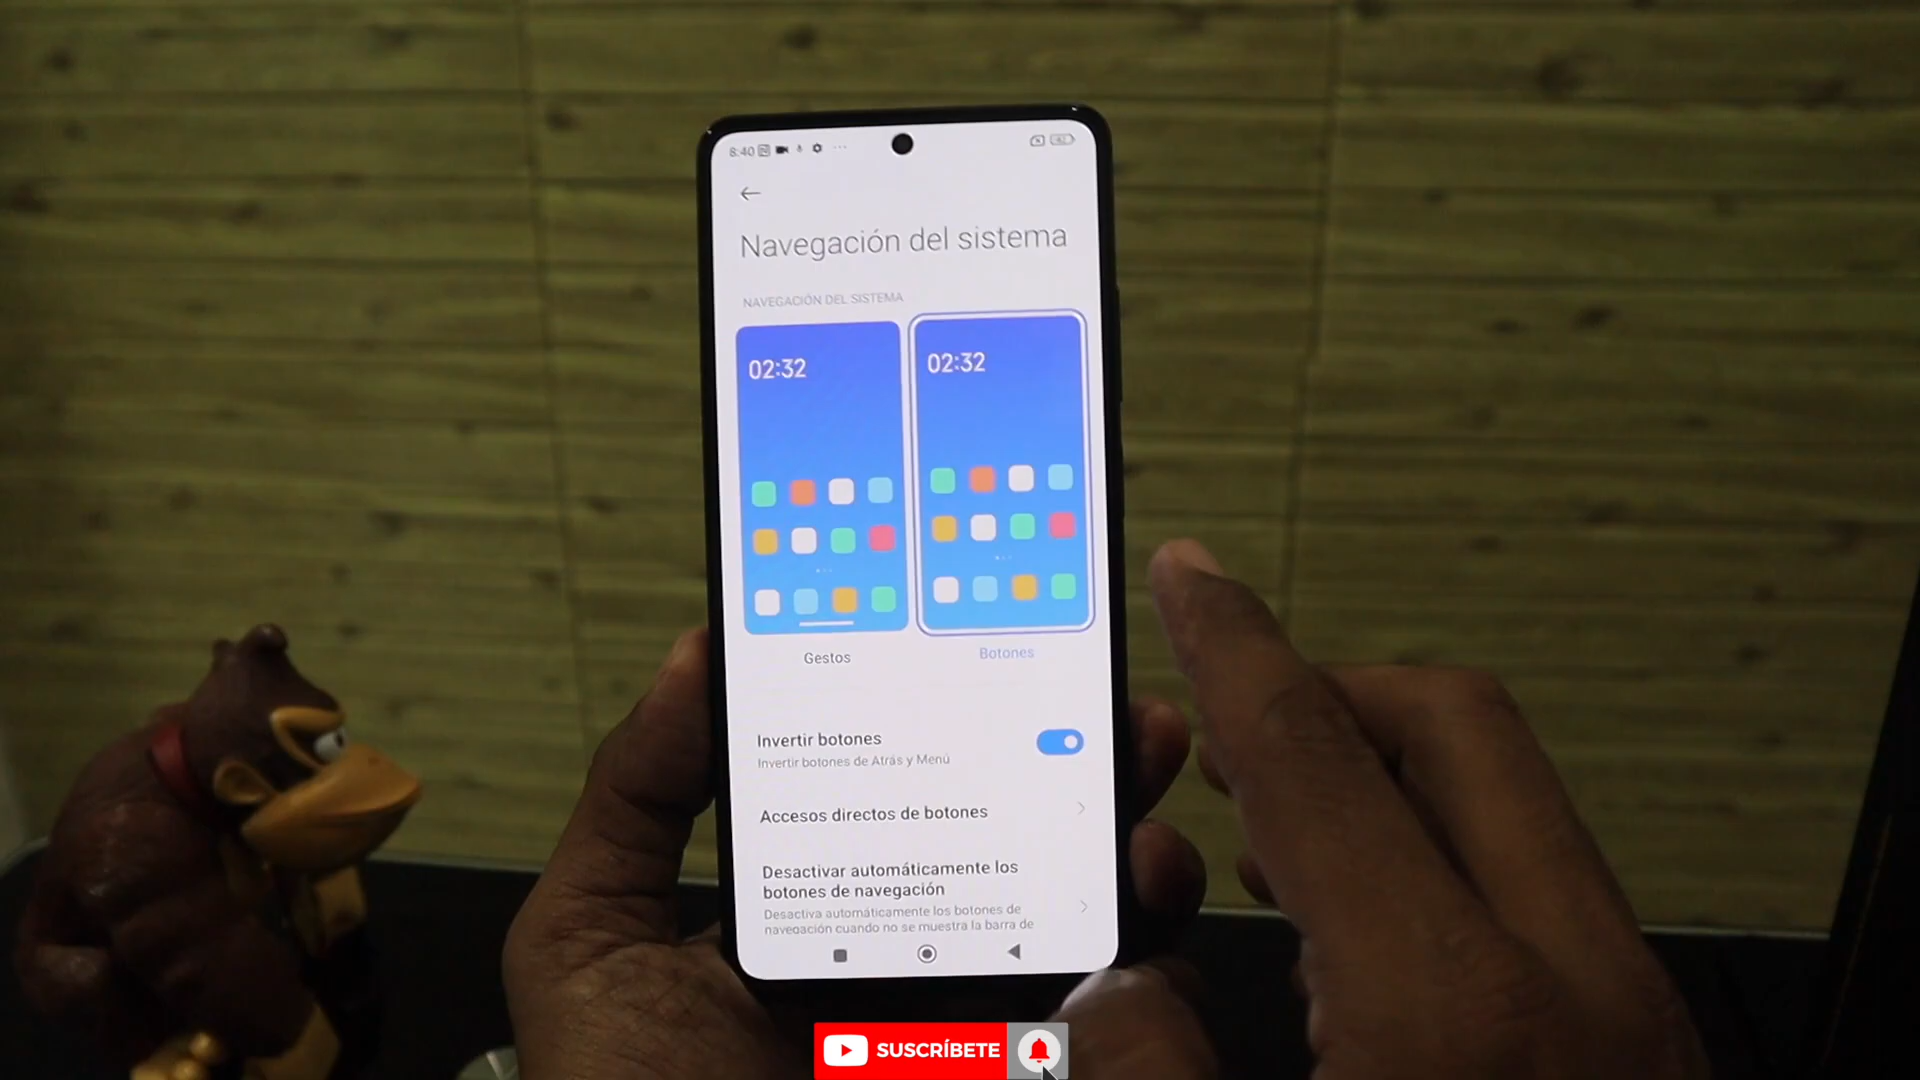 8:40
Navegación del sistema
NAVEGACIÓN DEL SISTEMA
02:32
02:32
Gestos
Botones
Invertir botones
Invertir botones de Atrás y Menú
Accesos directos de botones
Desactivar automáticamente los
botones de navegación
Desactiva automáticamente los botones de
navegación cuando no se muestra la barra de
SUSCRÍBETE